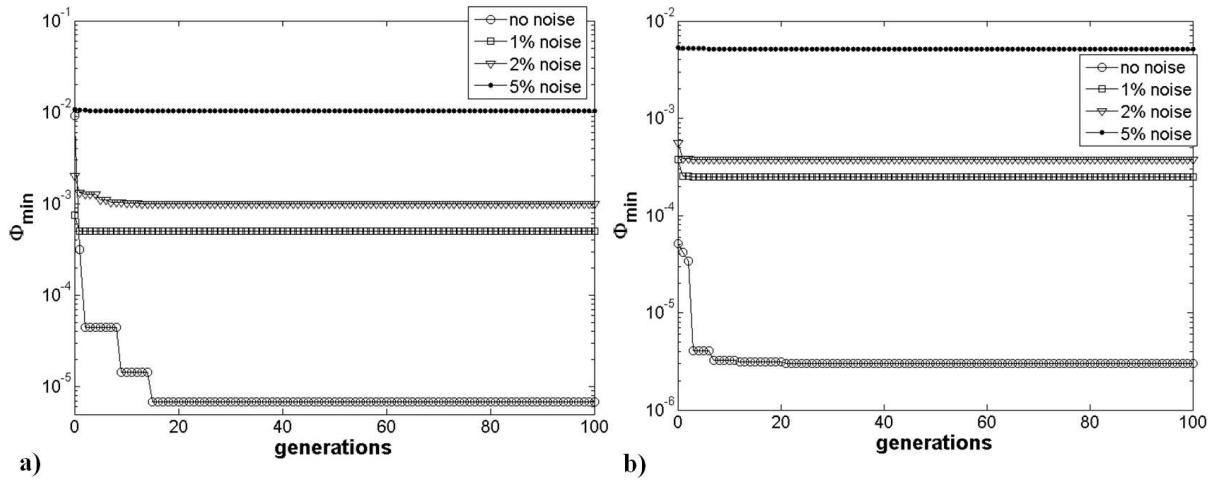 10^-1
10^-2
10^-3
10^-4
10^-5
Φmin
0
20
40
60
80
100
generations
no noise
1% noise
2% noise
5% noise
a)
10^-2
10^-3
10^-4
10^-5
10^-6
Φmin
0
20
40
60
80
100
generations
no noise
1% noise
2% noise
5% noise
b)